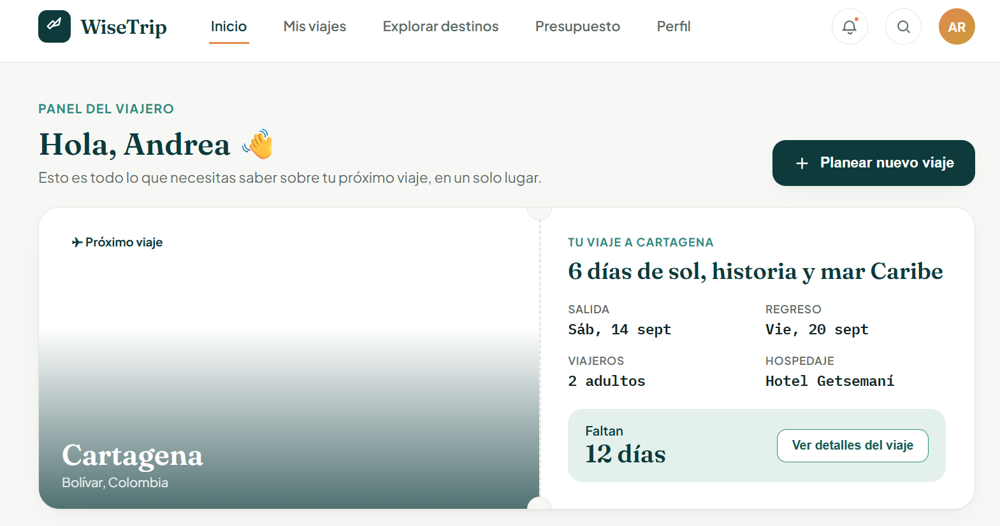 WiseTrip
Inicio
Mis viajes
Explorar destinos
Presupuesto
Perfil
AR
PANEL DEL VIAJERO
Hola, Andrea 👋
Esto es todo lo que necesitas saber sobre tu próximo viaje, en un solo lugar.
+ Planear nuevo viaje
✈ Próximo viaje
Cartagena
Bolívar, Colombia
TU VIAJE A CARTAGENA
6 días de sol, historia y mar Caribe
SALIDA
Sáb, 14 sept
REGRESO
Vie, 20 sept
VIAJEROS
2 adultos
HOSPEDAJE
Hotel Getsemaní
Faltan
12 días
Ver detalles del viaje